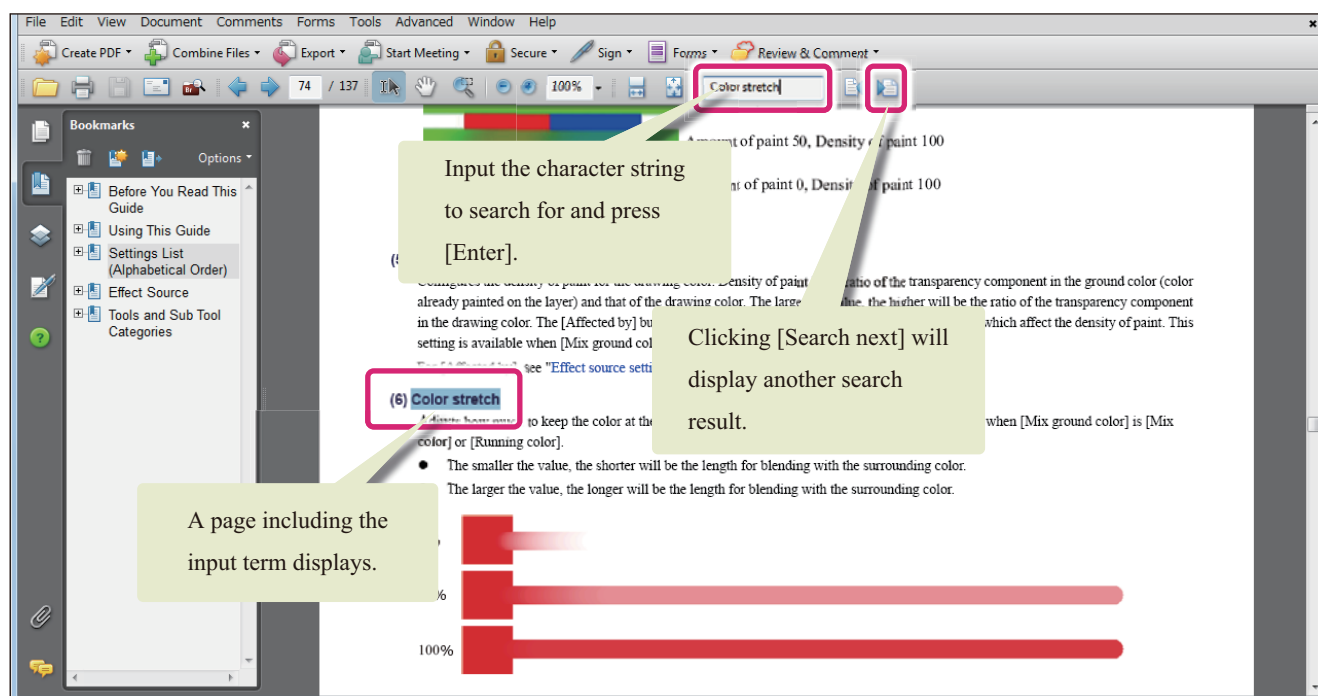 File Edit View Document Comments Forms Tools Advanced Window Help
Create PDF Combine Files Export Start Meeting Secure Sign Forms Review & Comment
74 / 137 100% Color stretch
Bookmarks
Options
Before You Read This
Guide
Using This Guide
Settings List
(Alphabetical Order)
Effect Source
Tools and Sub Tool
Categories
of paint 50, Density of paint 100
of paint 0, Density of paint 100
Input the character string
to search for and press
[Enter].
Configures the density of paint for the drawing color. Density of paint ratio of the transparency component in the ground color (color
already painted on the layer) and that of the drawing color. The large value, the higher will be the ratio of the transparency component
in the drawing color. The [Affected by] bu which affect the density of paint. This
setting is available when [Mix ground col
see "Effect source setti
Clicking [Search next] will
display another search
result.
(6) Color stretch
to keep the color at the when [Mix ground color] is [Mix
color] or [Running color].
● The smaller the value, the shorter will be the length for blending with the surrounding color.
The larger the value, the longer will be the length for blending with the surrounding color.
A page including the
input term displays.
%
100%